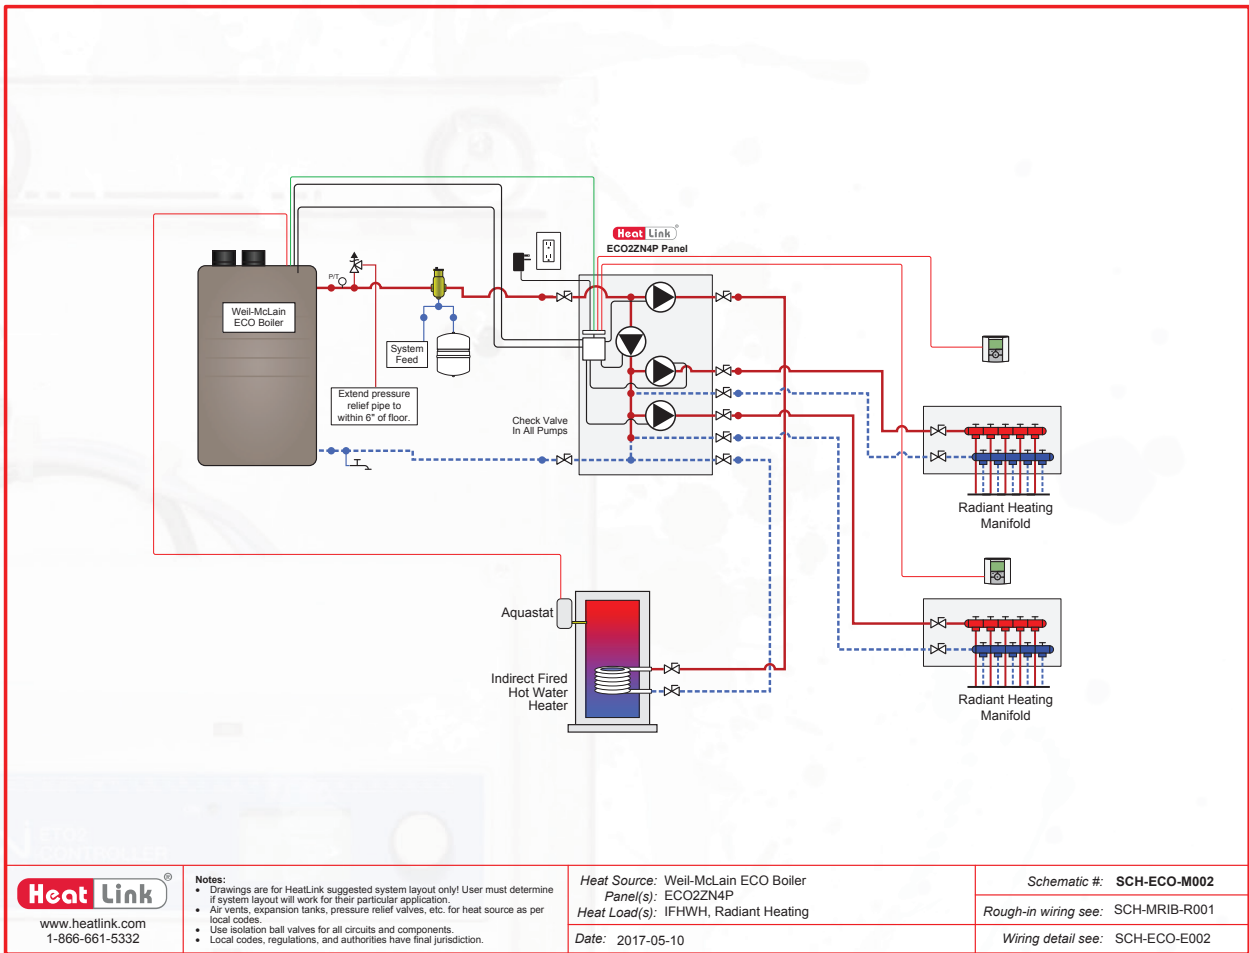 Heat Link®
ECO2ZN4P Panel
P/T
Weil-McLain
ECO Boiler
System
Feed
Extend pressure
relief pipe to
within 6" of floor.
Check Valve
In All Pumps
Radiant Heating
Manifold
Aquastat
Indirect Fired
Hot Water
Heater
Radiant Heating
Manifold
ET02
CONTROLLER
Heat Link®
www.heatlink.com
1-866-661-5332
Notes:
• Drawings are for HeatLink suggested system layout only! User must determine
if system layout will work for their particular application.
• Air vents, expansion tanks, pressure relief valves, etc. for heat source as per
local codes.
• Use isolation ball valves for all circuits and components.
• Local codes, regulations, and authorities have final jurisdiction.
Heat Source: Weil-McLain ECO Boiler
Panel(s): ECO2ZN4P
Heat Load(s): IFHWH, Radiant Heating
Date: 2017-05-10
Schematic #: SCH-ECO-M002
Rough-in wiring see: SCH-MRIB-R001
Wiring detail see: SCH-ECO-E002